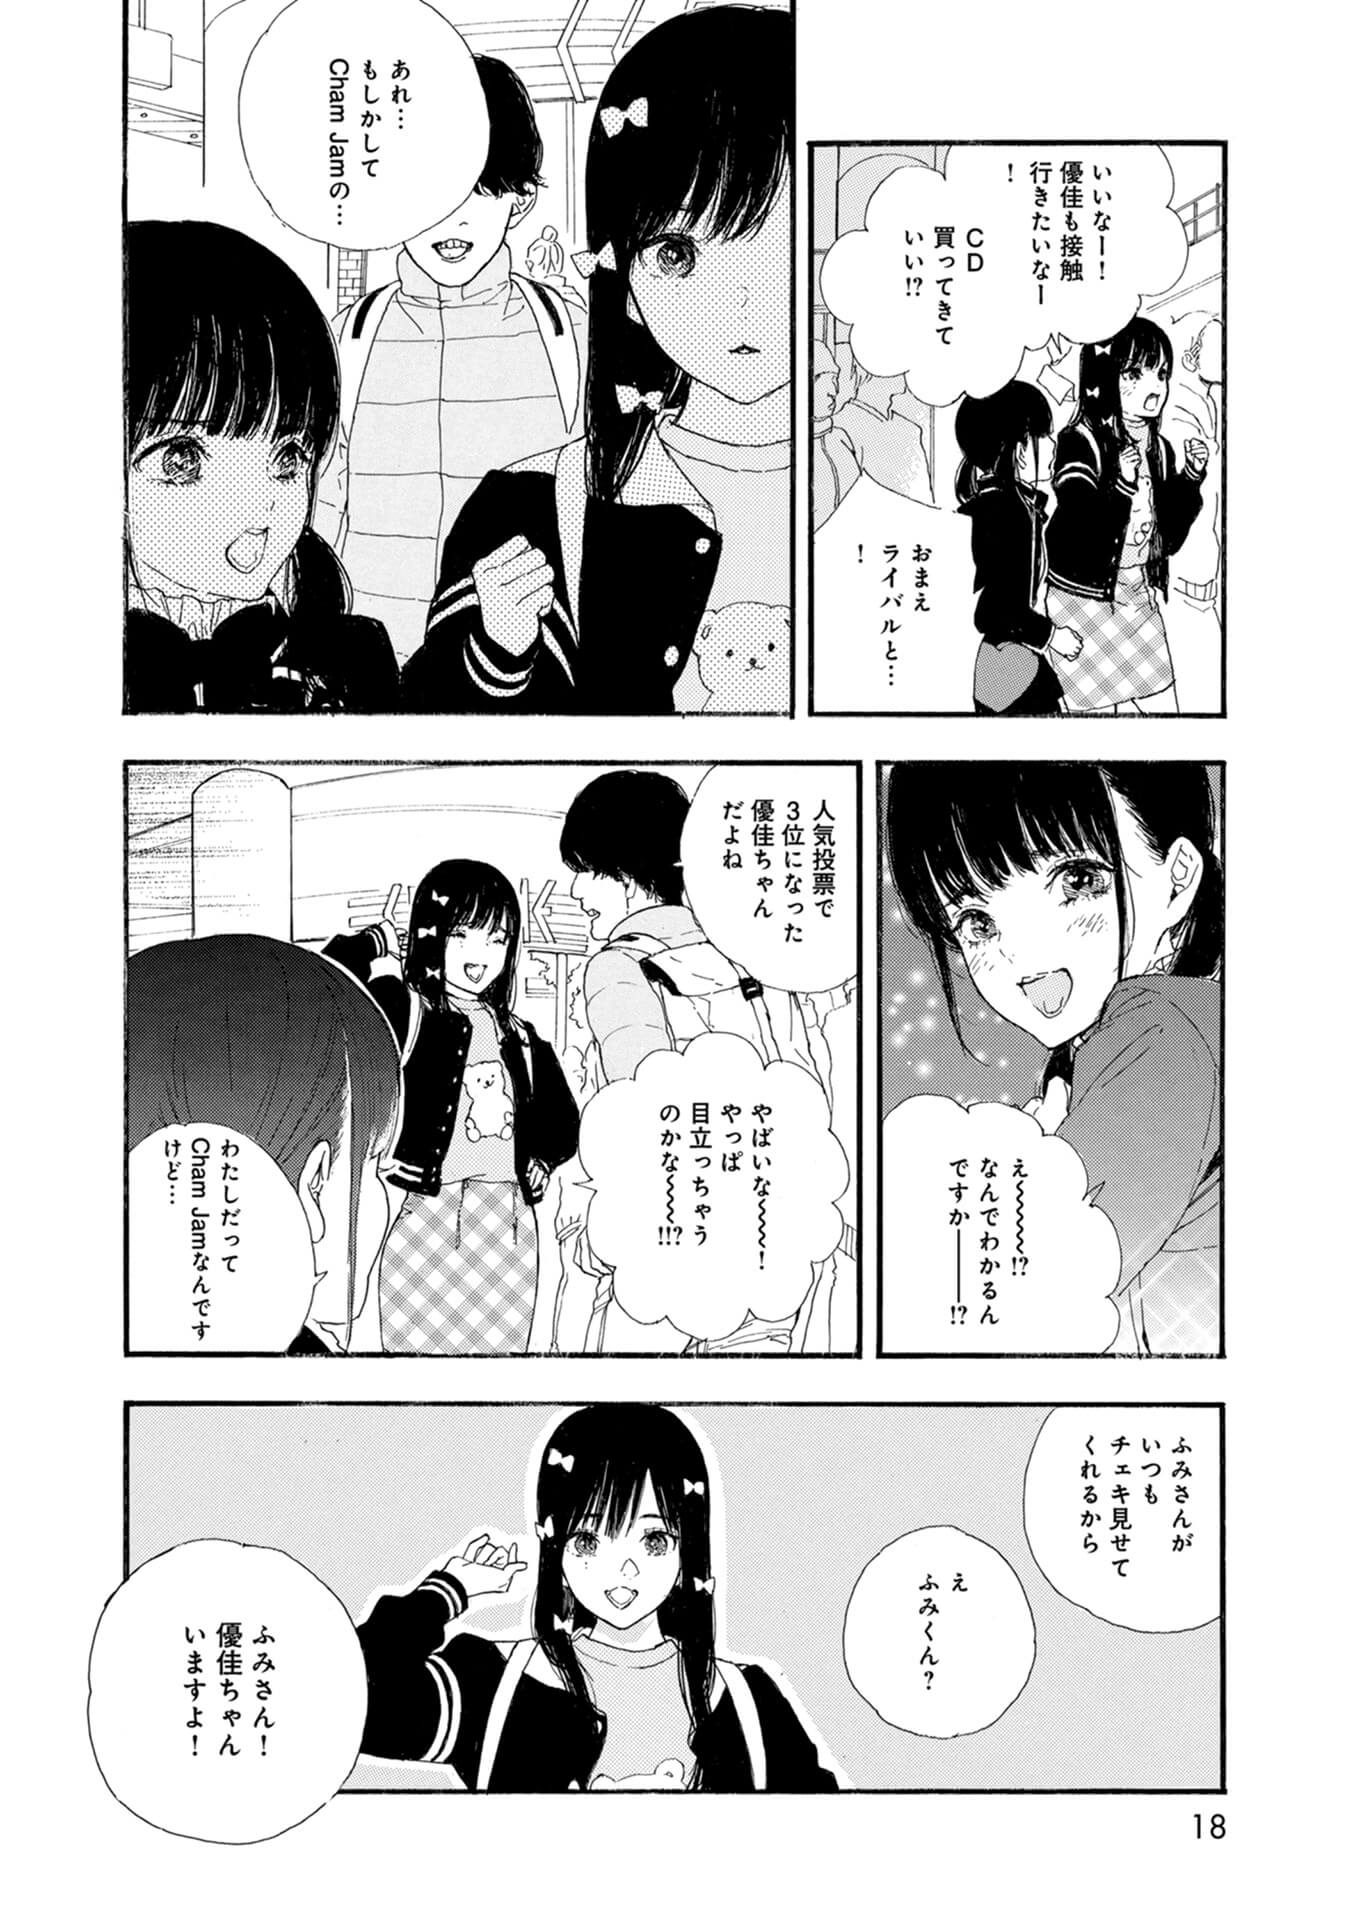 いいなー!
優佳も接触
行きたいなー
!
CD
買ってきて
いい!?
おまえ
ライバルと…
!
あれ…
もしかして
Cham Jamの…
え〜〜〜!?
なんでわかるん
ですか――!?
人気投票で
3位になった
優佳ちゃん
だよね
やばいな〜〜〜!
やっぱ
目立っちゃう
のかな〜〜〜!!?
わたしだって
Cham Jamなんです
けど…
ふみさんが
いつも
チェキ見せて
くれるから
え
ふみくん?
ふみさん!
優佳ちゃん
いますよ!
18